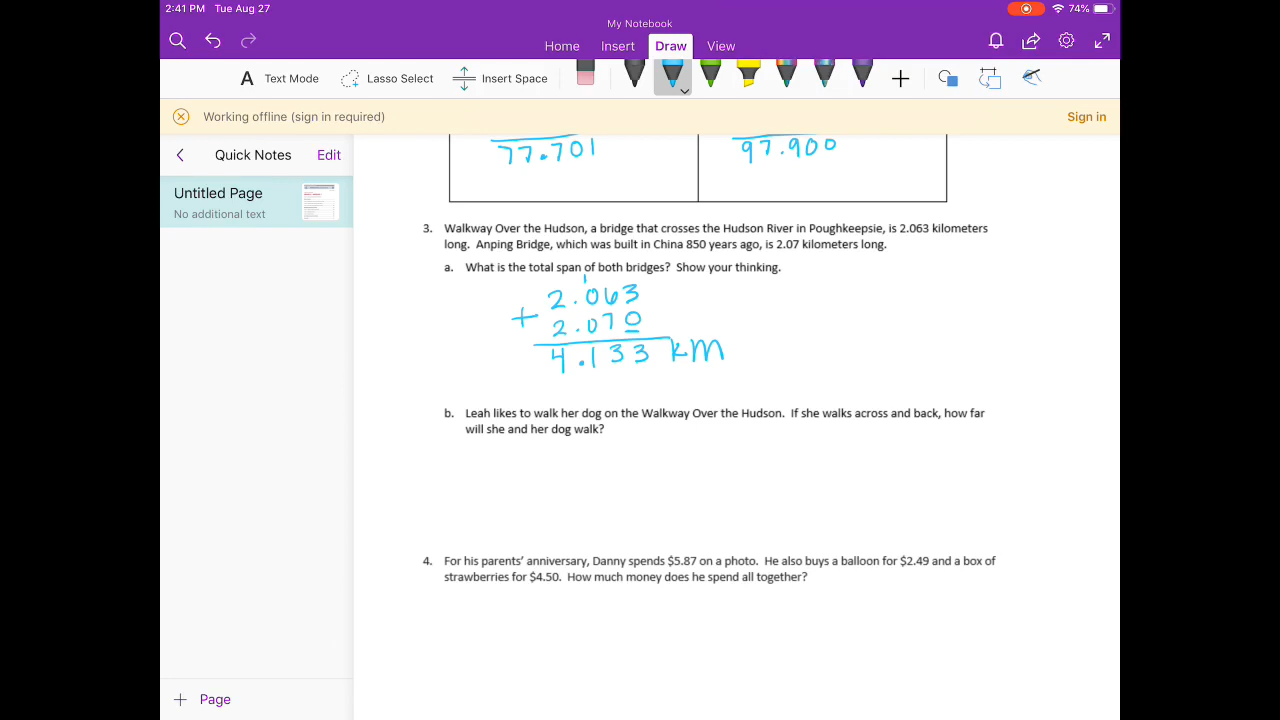 2:41 PM Tue Aug 27
74%
My Notebook
Home Insert Draw View
A Text Mode Lasso Select Insert Space
Working offline (sign in required) Sign in
Quick Notes Edit
Untitled Page
No additional text
77.701 97.900
3. Walkway Over the Hudson, a bridge that crosses the Hudson River in Poughkeepsie, is 2.063 kilometers
long. Anping Bridge, which was built in China 850 years ago, is 2.07 kilometers long.
a. What is the total span of both bridges? Show your thinking.
1
2.063
+ 2.070
4.133 km
b. Leah likes to walk her dog on the Walkway Over the Hudson. If she walks across and back, how far
will she and her dog walk?
4. For his parents' anniversary, Danny spends $5.87 on a photo. He also buys a balloon for $2.49 and a box of
strawberries for $4.50. How much money does he spend all together?
+ Page